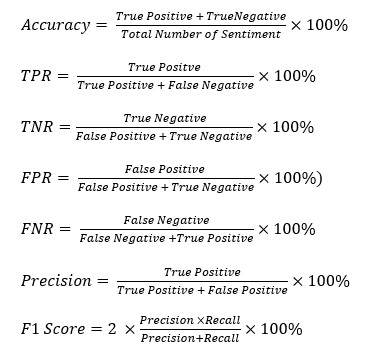 Accuracy = True Positive + TrueNegative / Total Number of Sentiment × 100%
TPR = True Positve / True Positive + False Negative × 100%
TNR = True Negative / False Positive + True Negative × 100%
FPR = False Positive / False Positive + True Negative × 100%)
FNR = False Negative / False Negative +True Positive × 100%
Precision = True Positive / True Positive + False Positive × 100%
F1 Score = 2 × Precision ×Recall / Precision+Recall × 100%